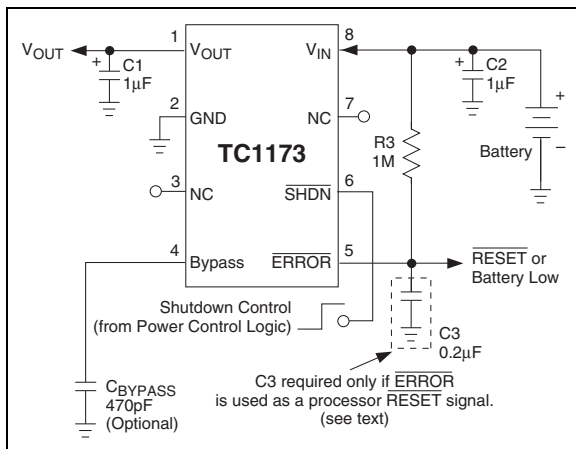 VOUT
1
VOUT
VIN
8
+
C1
1µF
+
C2
1µF
+
–
Battery
2
GND
NC
7
TC1173
R3
1M
3
NC
SHDN
6
4
Bypass
ERROR
5
RESET or
Battery Low
Shutdown Control
(from Power Control Logic)
C3
0.2µF
CBYPASS
470pF
(Optional)
C3 required only if ERROR
is used as a processor RESET signal.
(see text)